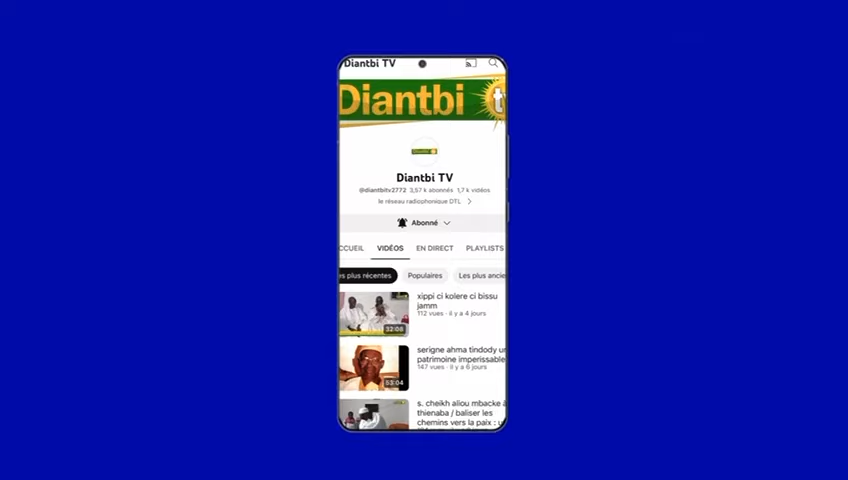 Diantbi TV
Diantbi tv
Diantbi TV
@diantbitv2772 3,57 k abonnés 1,7 k vidéos
le réseau radiophonique DTL
Abonné
CCUEIL VIDÉOS EN DIRECT PLAYLISTS
es plus récentes Populaires Les plus ancie
xippi ci kolere ci bissu
jamm
112 vues · il y a 4 jours
32:08
serigne ahma tindody u
patrimoine imperissable
147 vues · il y a 6 jours
53:04
s. cheikh aliou mbacke à
thienaba / baliser les
chemins vers la paix : u